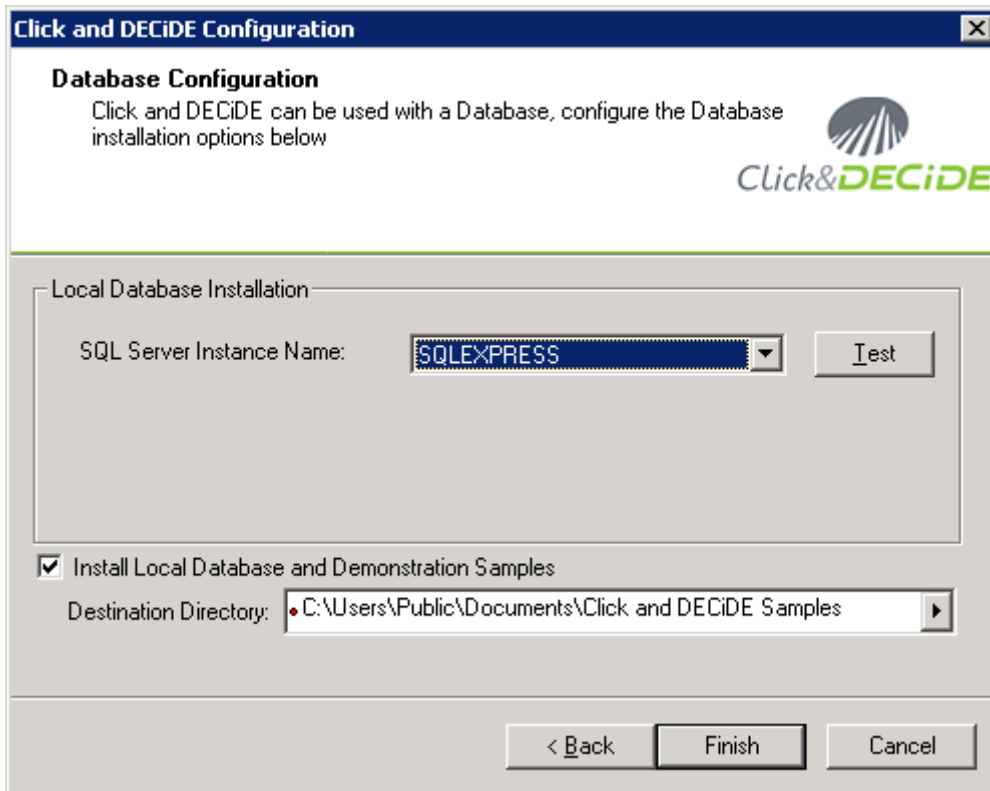 Click and DECiDE Configuration
Database Configuration
Click and DECiDE can be used with a Database, configure the Database
installation options below
Click&DECiDE
Local Database Installation
SQL Server Instance Name:
SQLEXPRESS
Test
Install Local Database and Demonstration Samples
Destination Directory:
C:\Users\Public\Documents\Click and DECiDE Samples
< Back
Finish
Cancel